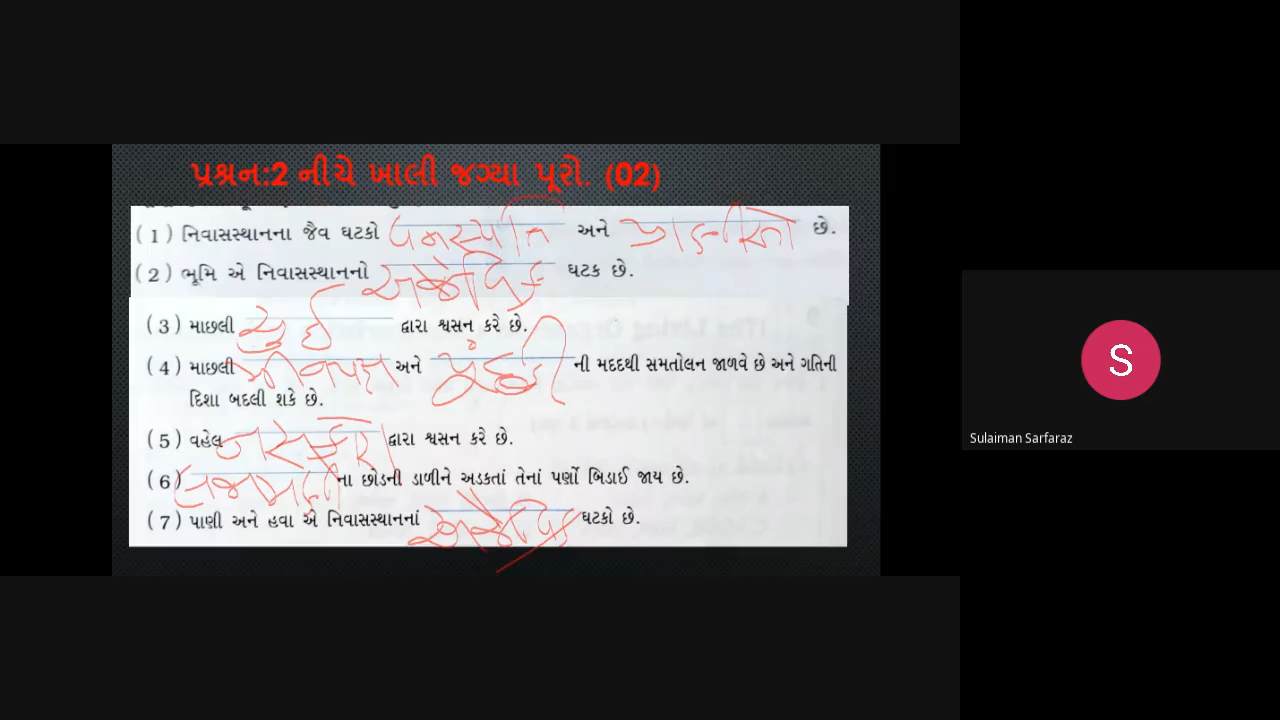 પ્રશ્રન:2 નીચે ખાલી જગ્યા પૂરો. (02)
(1) નિવાસસ્થાનના જૈવ ઘટકો વનસ્પતિ અને પ્રાણીઓ છે.
(2) ભૂમિ એ નિવાસસ્થાનનો અજૈવિક ઘટક છે.
(3) માછલી ચુઈ દ્વારા શ્વસન કરે છે.
(4) માછલી મીનપક્ષ અને પૂંછડી ની મદદથી સમતોલન જાળવે છે અને ગતિની
દિશા બદલી શકે છે.
(5) વહેલ નસકોરા દ્વારા શ્વસન કરે છે.
(6) લજામણી ના છોડની ડાળીને અડકતાં તેનાં પર્ણો બિડાઈ જાય છે.
(7) પાણી અને હવા એ નિવાસસ્થાનનાં અજૈવિક ઘટકો છે.
S
Sulaiman Sarfaraz